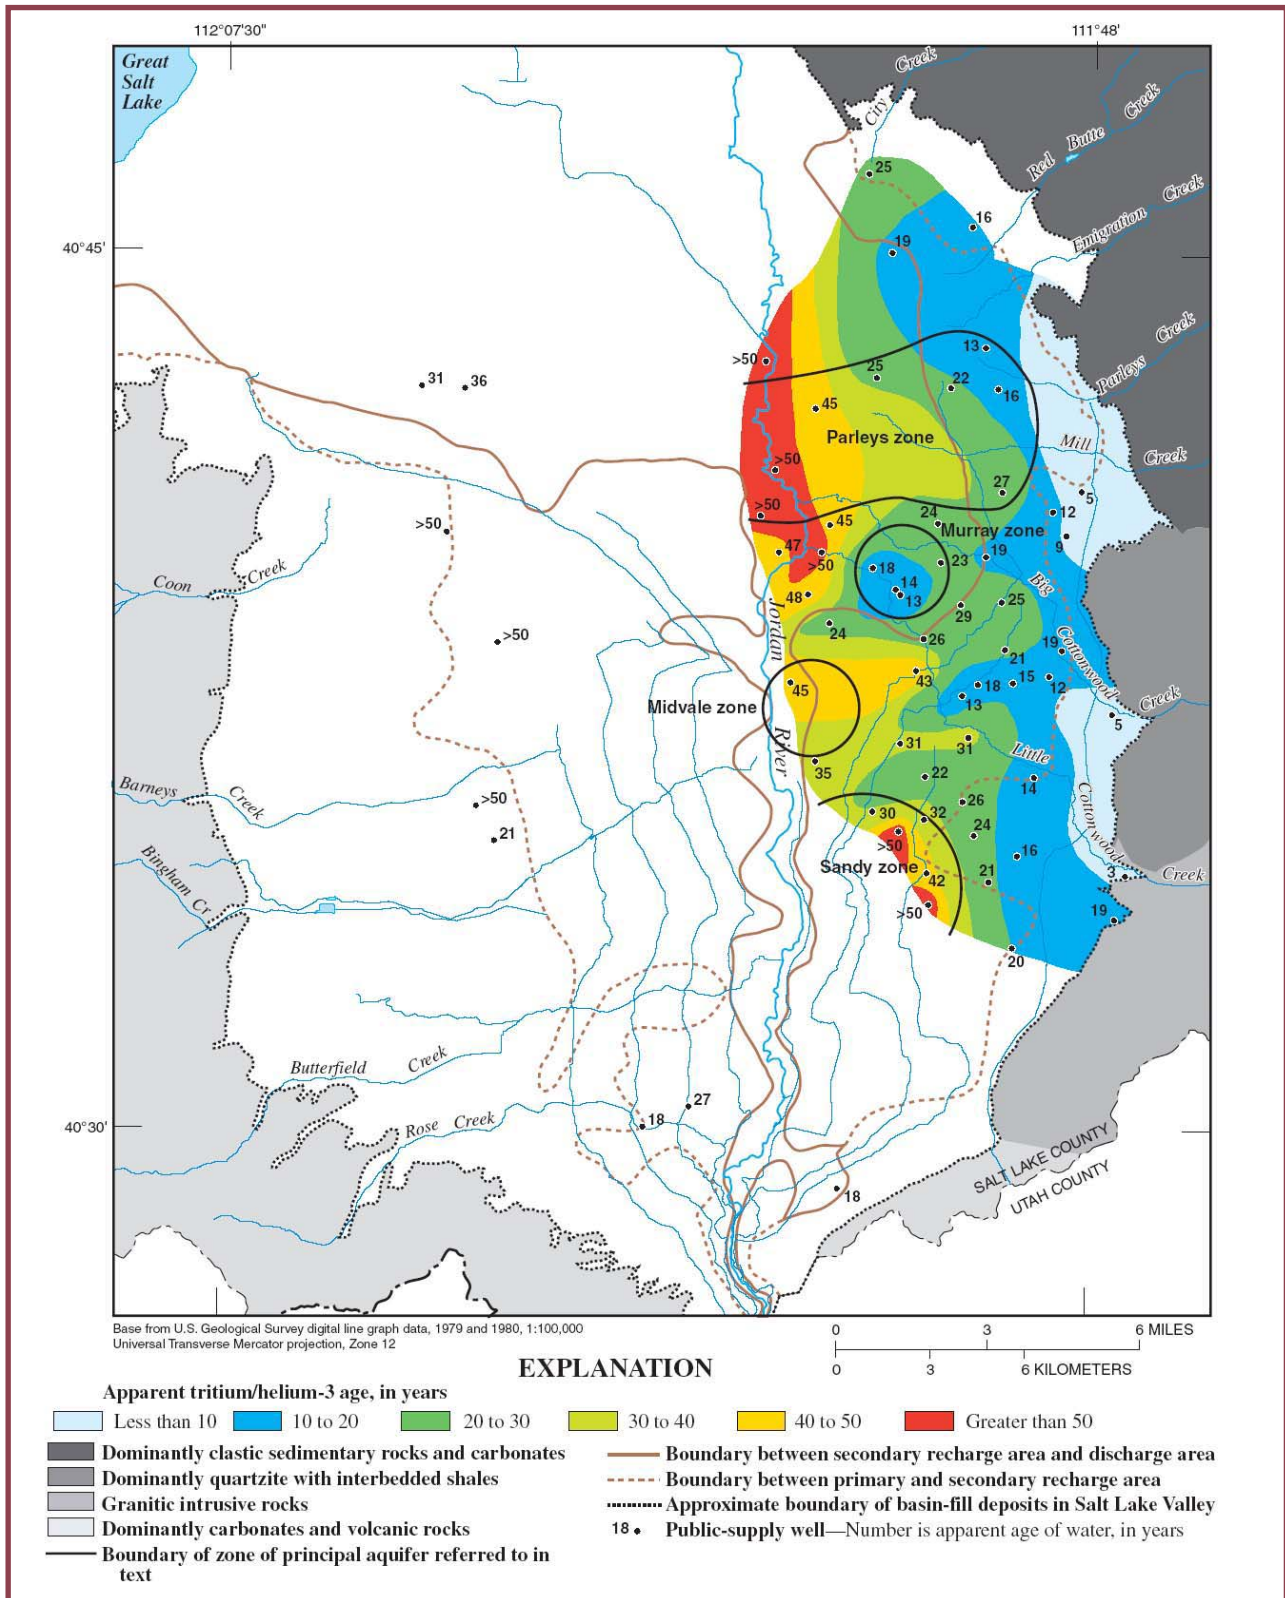 112°07'30"
111°48'
Great
Salt
Lake
City
Creek
Red Butte Creek
Emigration Creek
Parleys Creek
Mill Creek
40°45'
25
16
19
13
>50
25
22
16
31
36
45
Parleys zone
>50
27
5
>50
45
24
12
Murray zone
9
>50
47
>50
18
23
19
14
13
48
29
25
Big
Cottonwood
Creek
Coon Creek
>50
24
26
21
19
Jordan
River
45
43
18
15
12
13
Midvale zone
5
31
31
Little
Cottonwood
Creek
35
22
14
Barneys Creek
>50
21
30
32
26
24
>50
16
Sandy zone
42
21
3
Bingham Cr
>50
19
20
Butterfield Creek
Rose Creek
27
18
40°30'
18
SALT LAKE COUNTY
UTAH COUNTY
Base from U.S. Geological Survey digital line graph data, 1979 and 1980, 1:100,000
Universal Transverse Mercator projection, Zone 12
0 3 6 MILES
0 3 6 KILOMETERS
EXPLANATION
Apparent tritium/helium-3 age, in years
Less than 10 10 to 20 20 to 30 30 to 40 40 to 50 Greater than 50
Dominantly clastic sedimentary rocks and carbonates
Dominantly quartzite with interbedded shales
Granitic intrusive rocks
Dominantly carbonates and volcanic rocks
Boundary of zone of principal aquifer referred to in
text
Boundary between secondary recharge area and discharge area
Boundary between primary and secondary recharge area
Approximate boundary of basin-fill deposits in Salt Lake Valley
18 Public-supply well—Number is apparent age of water, in years